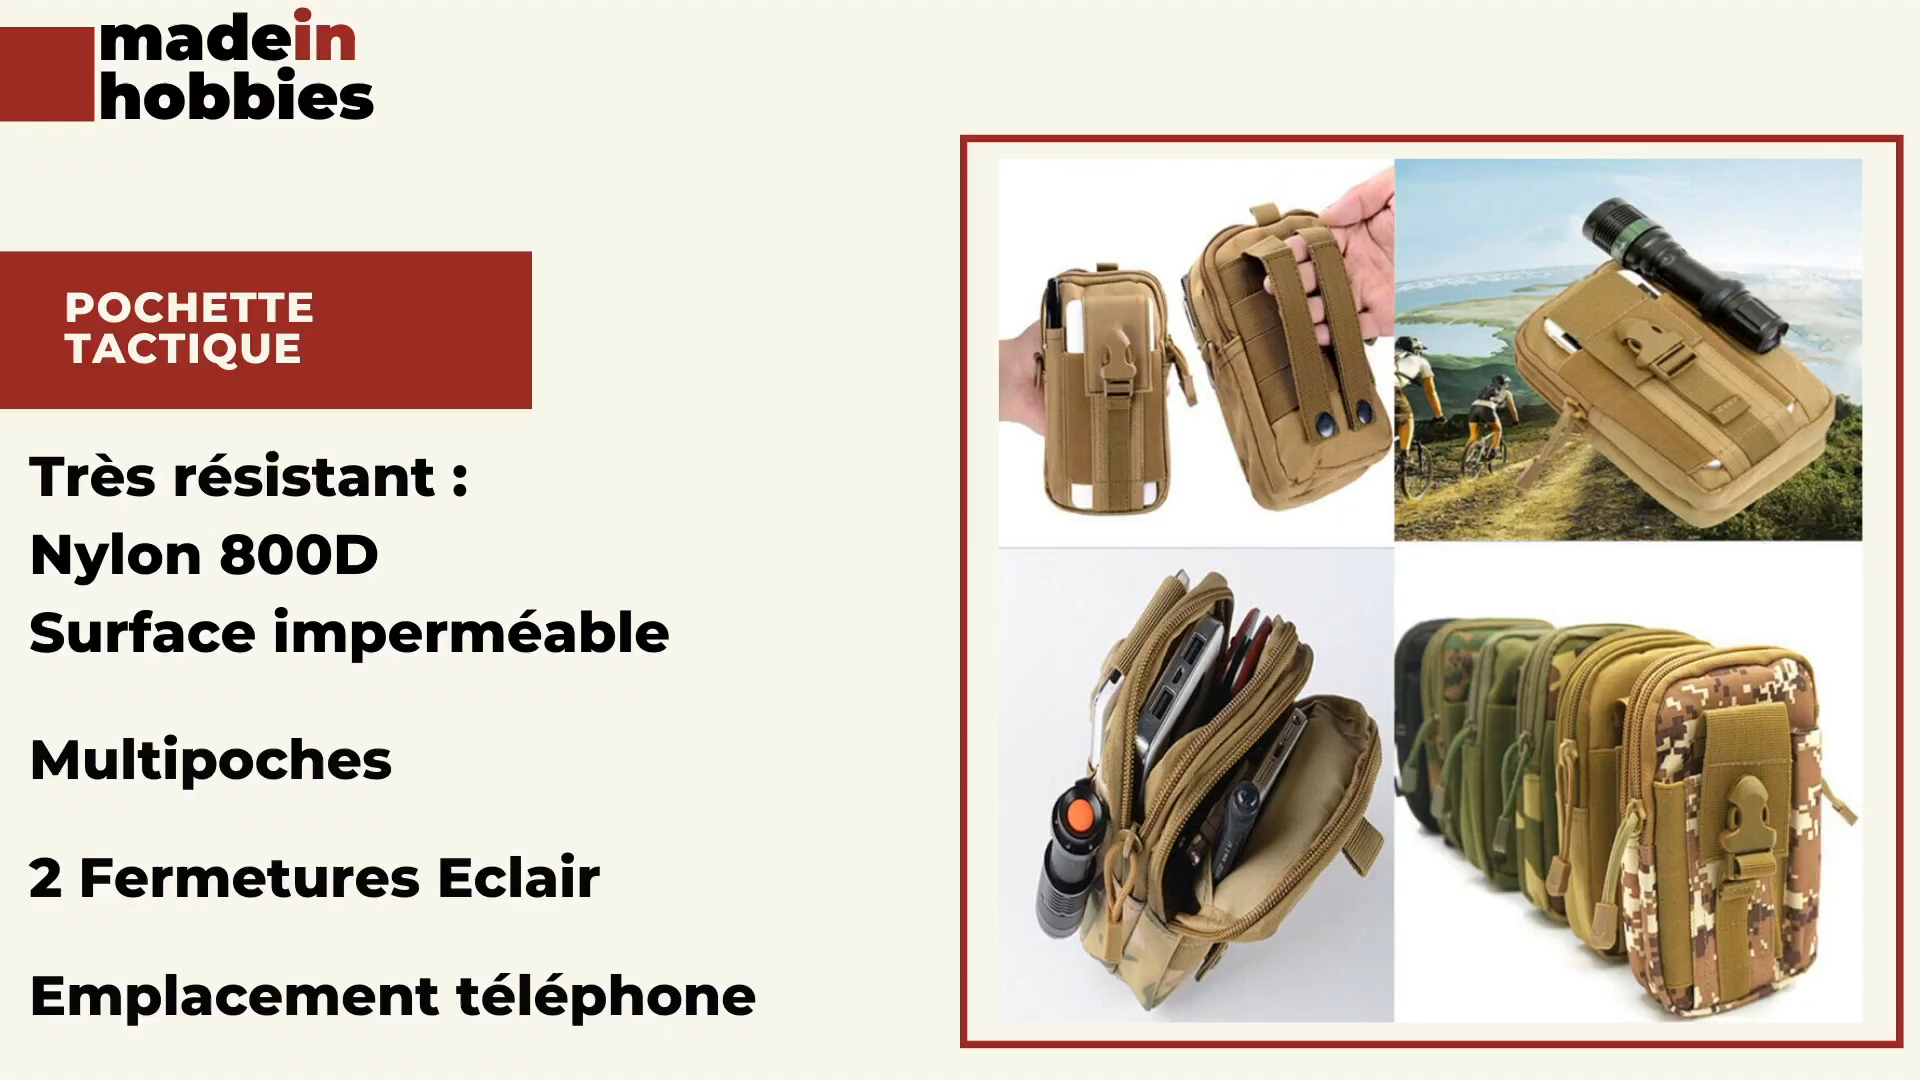 madein
hobbies
POCHETTE
TACTIQUE
Très résistant :
Nylon 800D
Surface imperméable
Multipoches
2 Fermetures Eclair
Emplacement téléphone